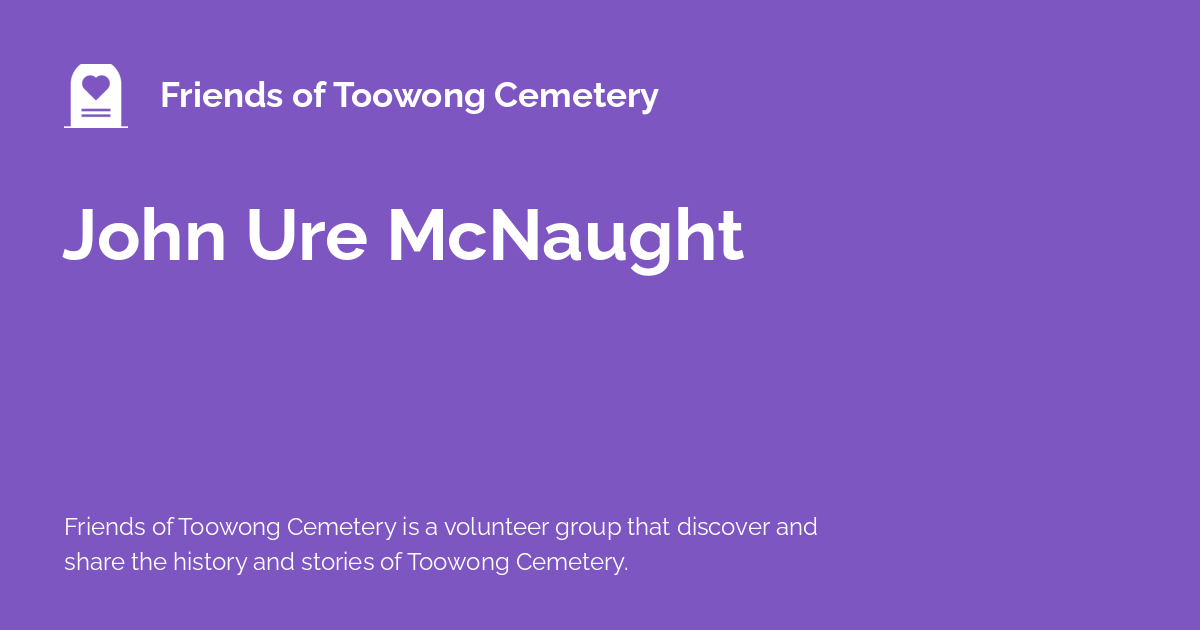 Friends of Toowong Cemetery
John Ure McNaught
Friends of Toowong Cemetery is a volunteer group that discover and
share the history and stories of Toowong Cemetery.